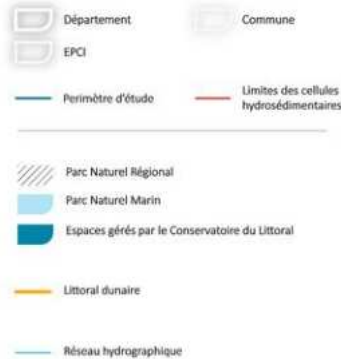 Département
Commune
EPCI
Perimètre d'étude
Limites des cellules
hydrosédimentaires
Parc Naturel Régional
Parc Naturel Marin
Espaces gérés par le Conservatoire du Littoral
Littoral dunaire
Réseau hydrographique